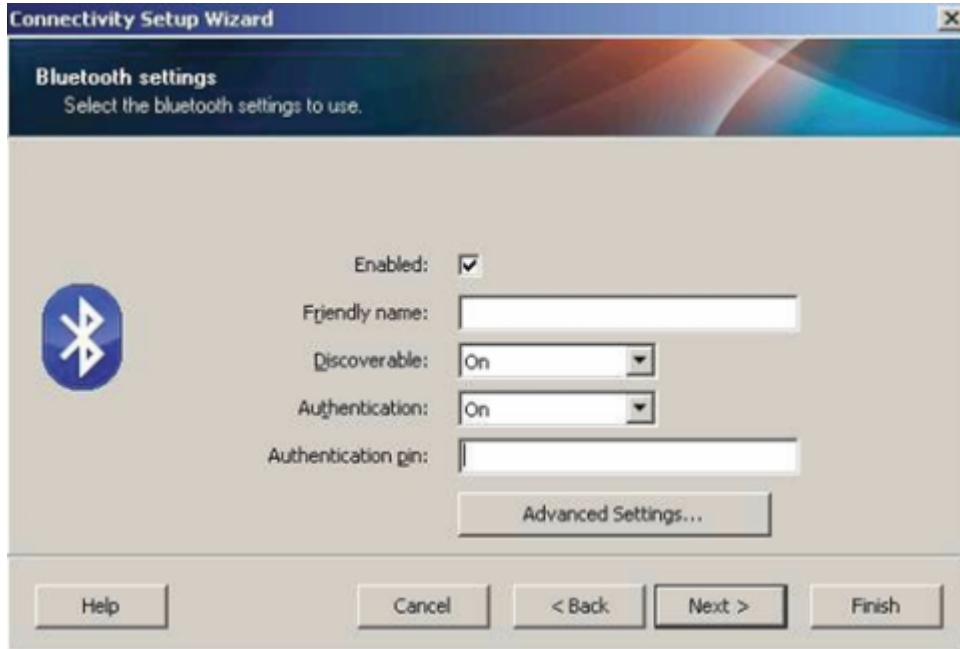 Connectivity Setup Wizard
Bluetooth settings
Select the bluetooth settings to use.
Enabled:
Friendly name:
Discoverable: On
Authentication: On
Authentication pin:
Advanced Settings...
Help Cancel < Back Next > Finish